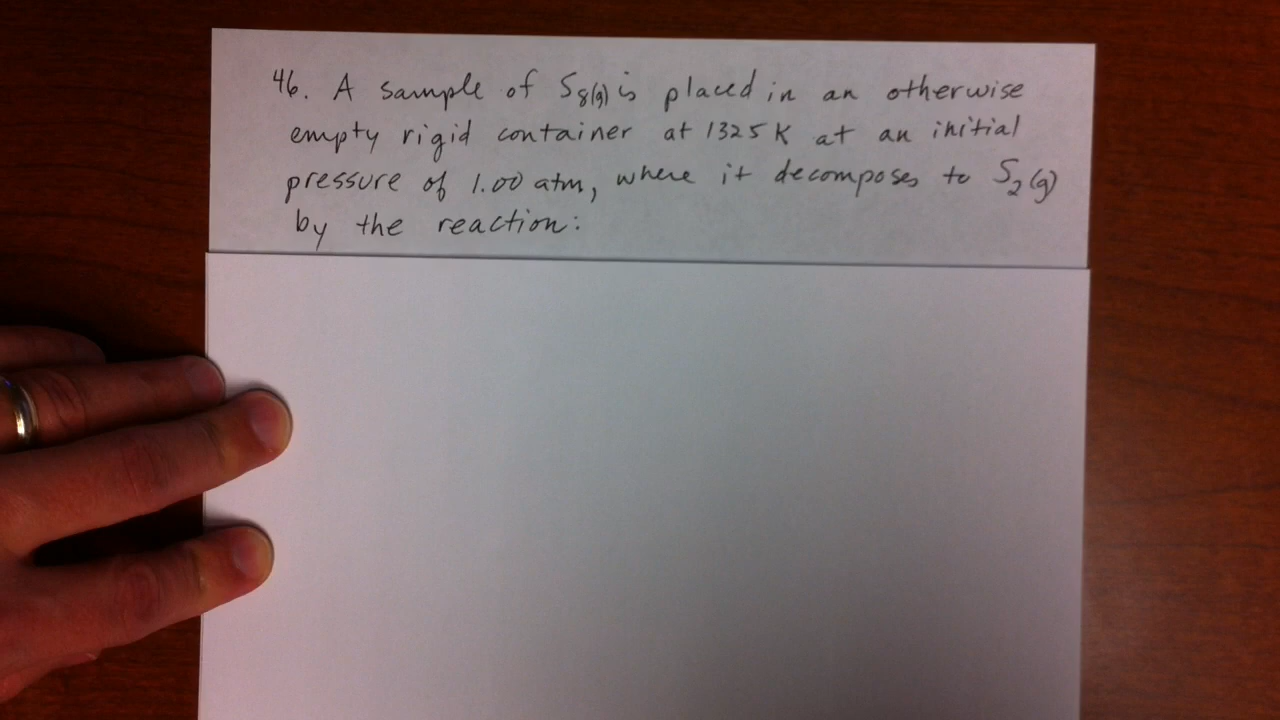 46. A sample of S8(g) is placed in an otherwise
empty rigid container at 1325 K at an initial
pressure of 1.00 atm, where it decomposes to S2(g)
by the reaction: